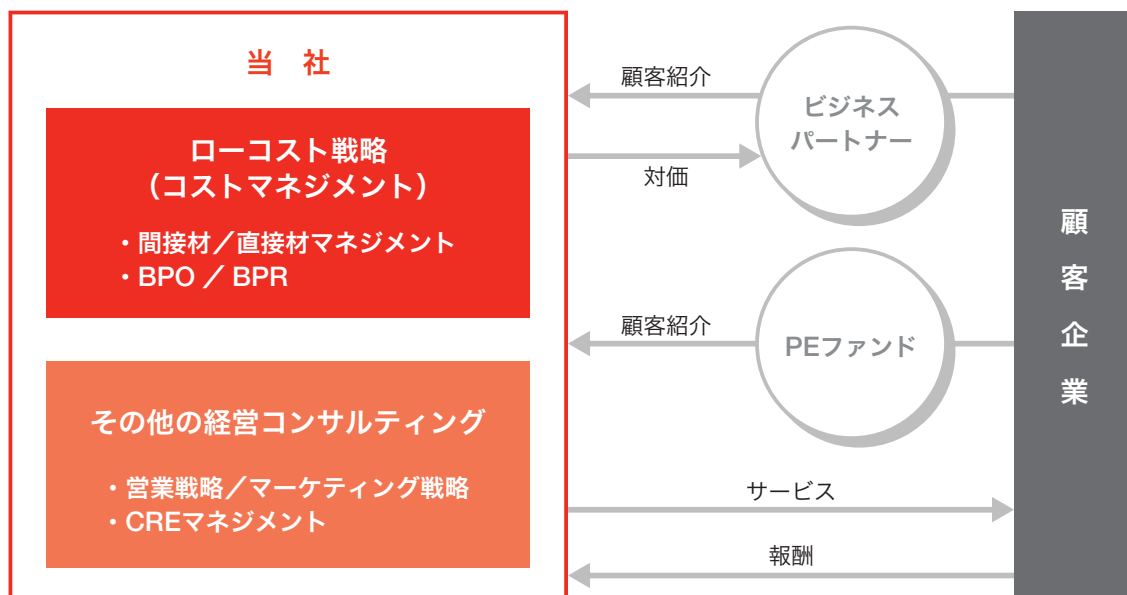 当 社
ローコスト戦略
（コストマネジメント）
・間接材／直接材マネジメント
・BPO ／ BPR
その他の経営コンサルティング
・営業戦略／マーケティング戦略
・CREマネジメント
顧客紹介
対価
ビジネス
パートナー
顧客紹介
PEファンド
サービス
報酬
顧客企業